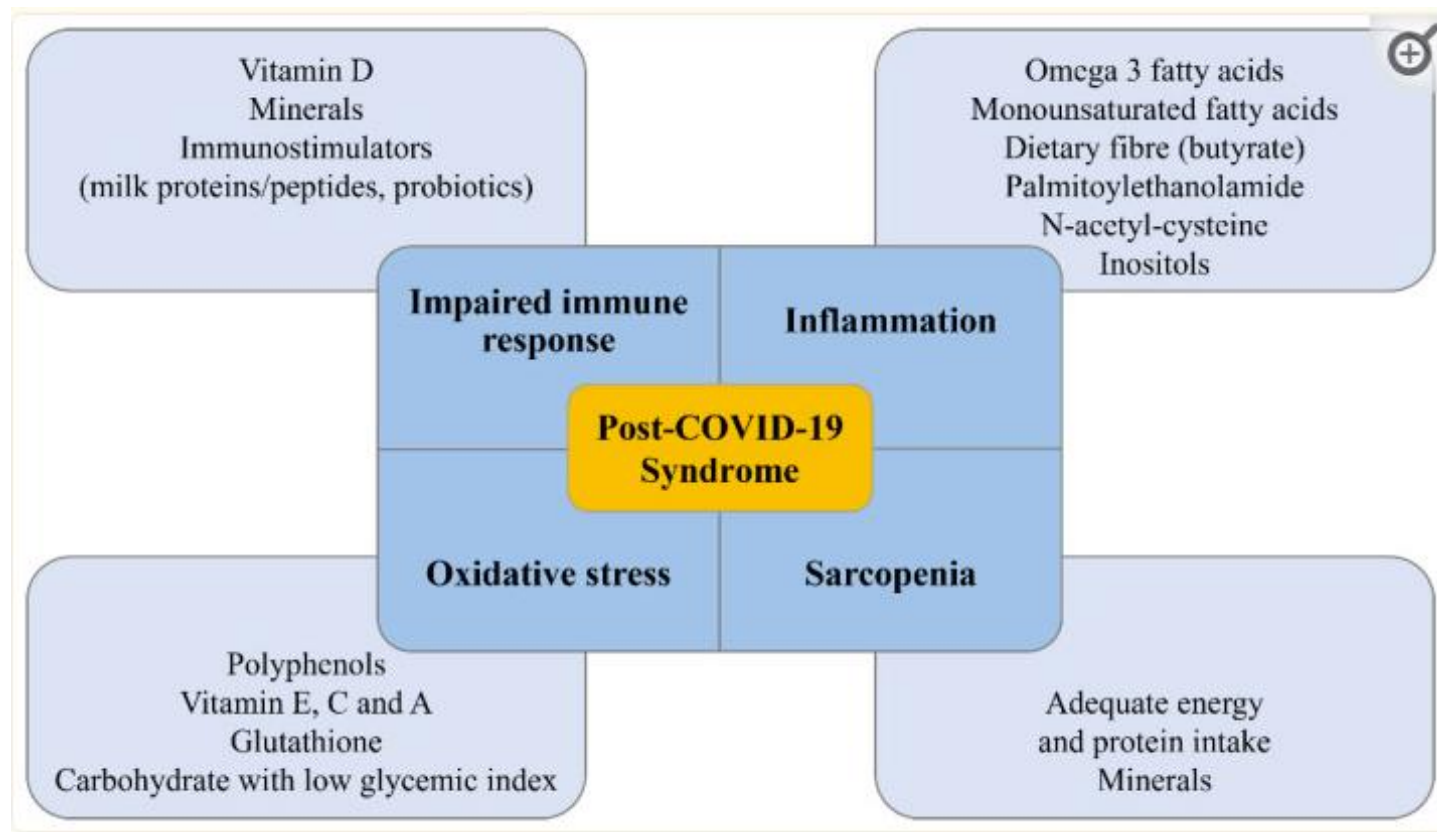 Vitamin D
Minerals
Immunostimulators
(milk proteins/peptides, probiotics)
Omega 3 fatty acids
Monounsaturated fatty acids
Dietary fibre (butyrate)
Palmitoylethanolamide
N-acetyl-cysteine
Inositols
Impaired immune
response
Inflammation
Post-COVID-19
Syndrome
Oxidative stress
Sarcopenia
Polyphenols
Vitamin E, C and A
Glutathione
Carbohydrate with low glycemic index
Adequate energy
and protein intake
Minerals